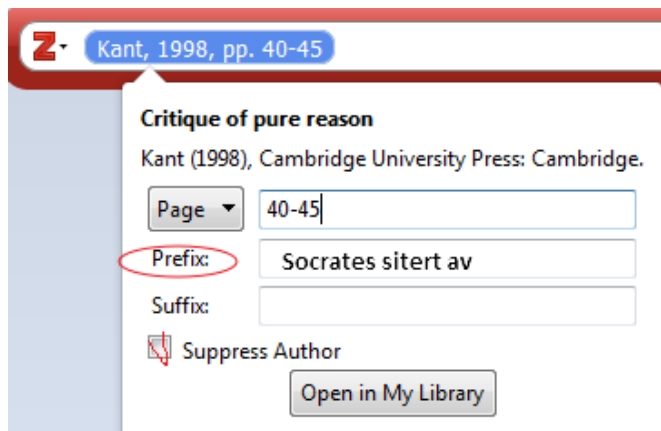 Z Kant, 1998, pp. 40-45
Critique of pure reason
Kant (1998), Cambridge University Press: Cambridge.
Page 40-45
Prefix: Socrates sitert av
Suffix:
Suppress Author
Open in My Library